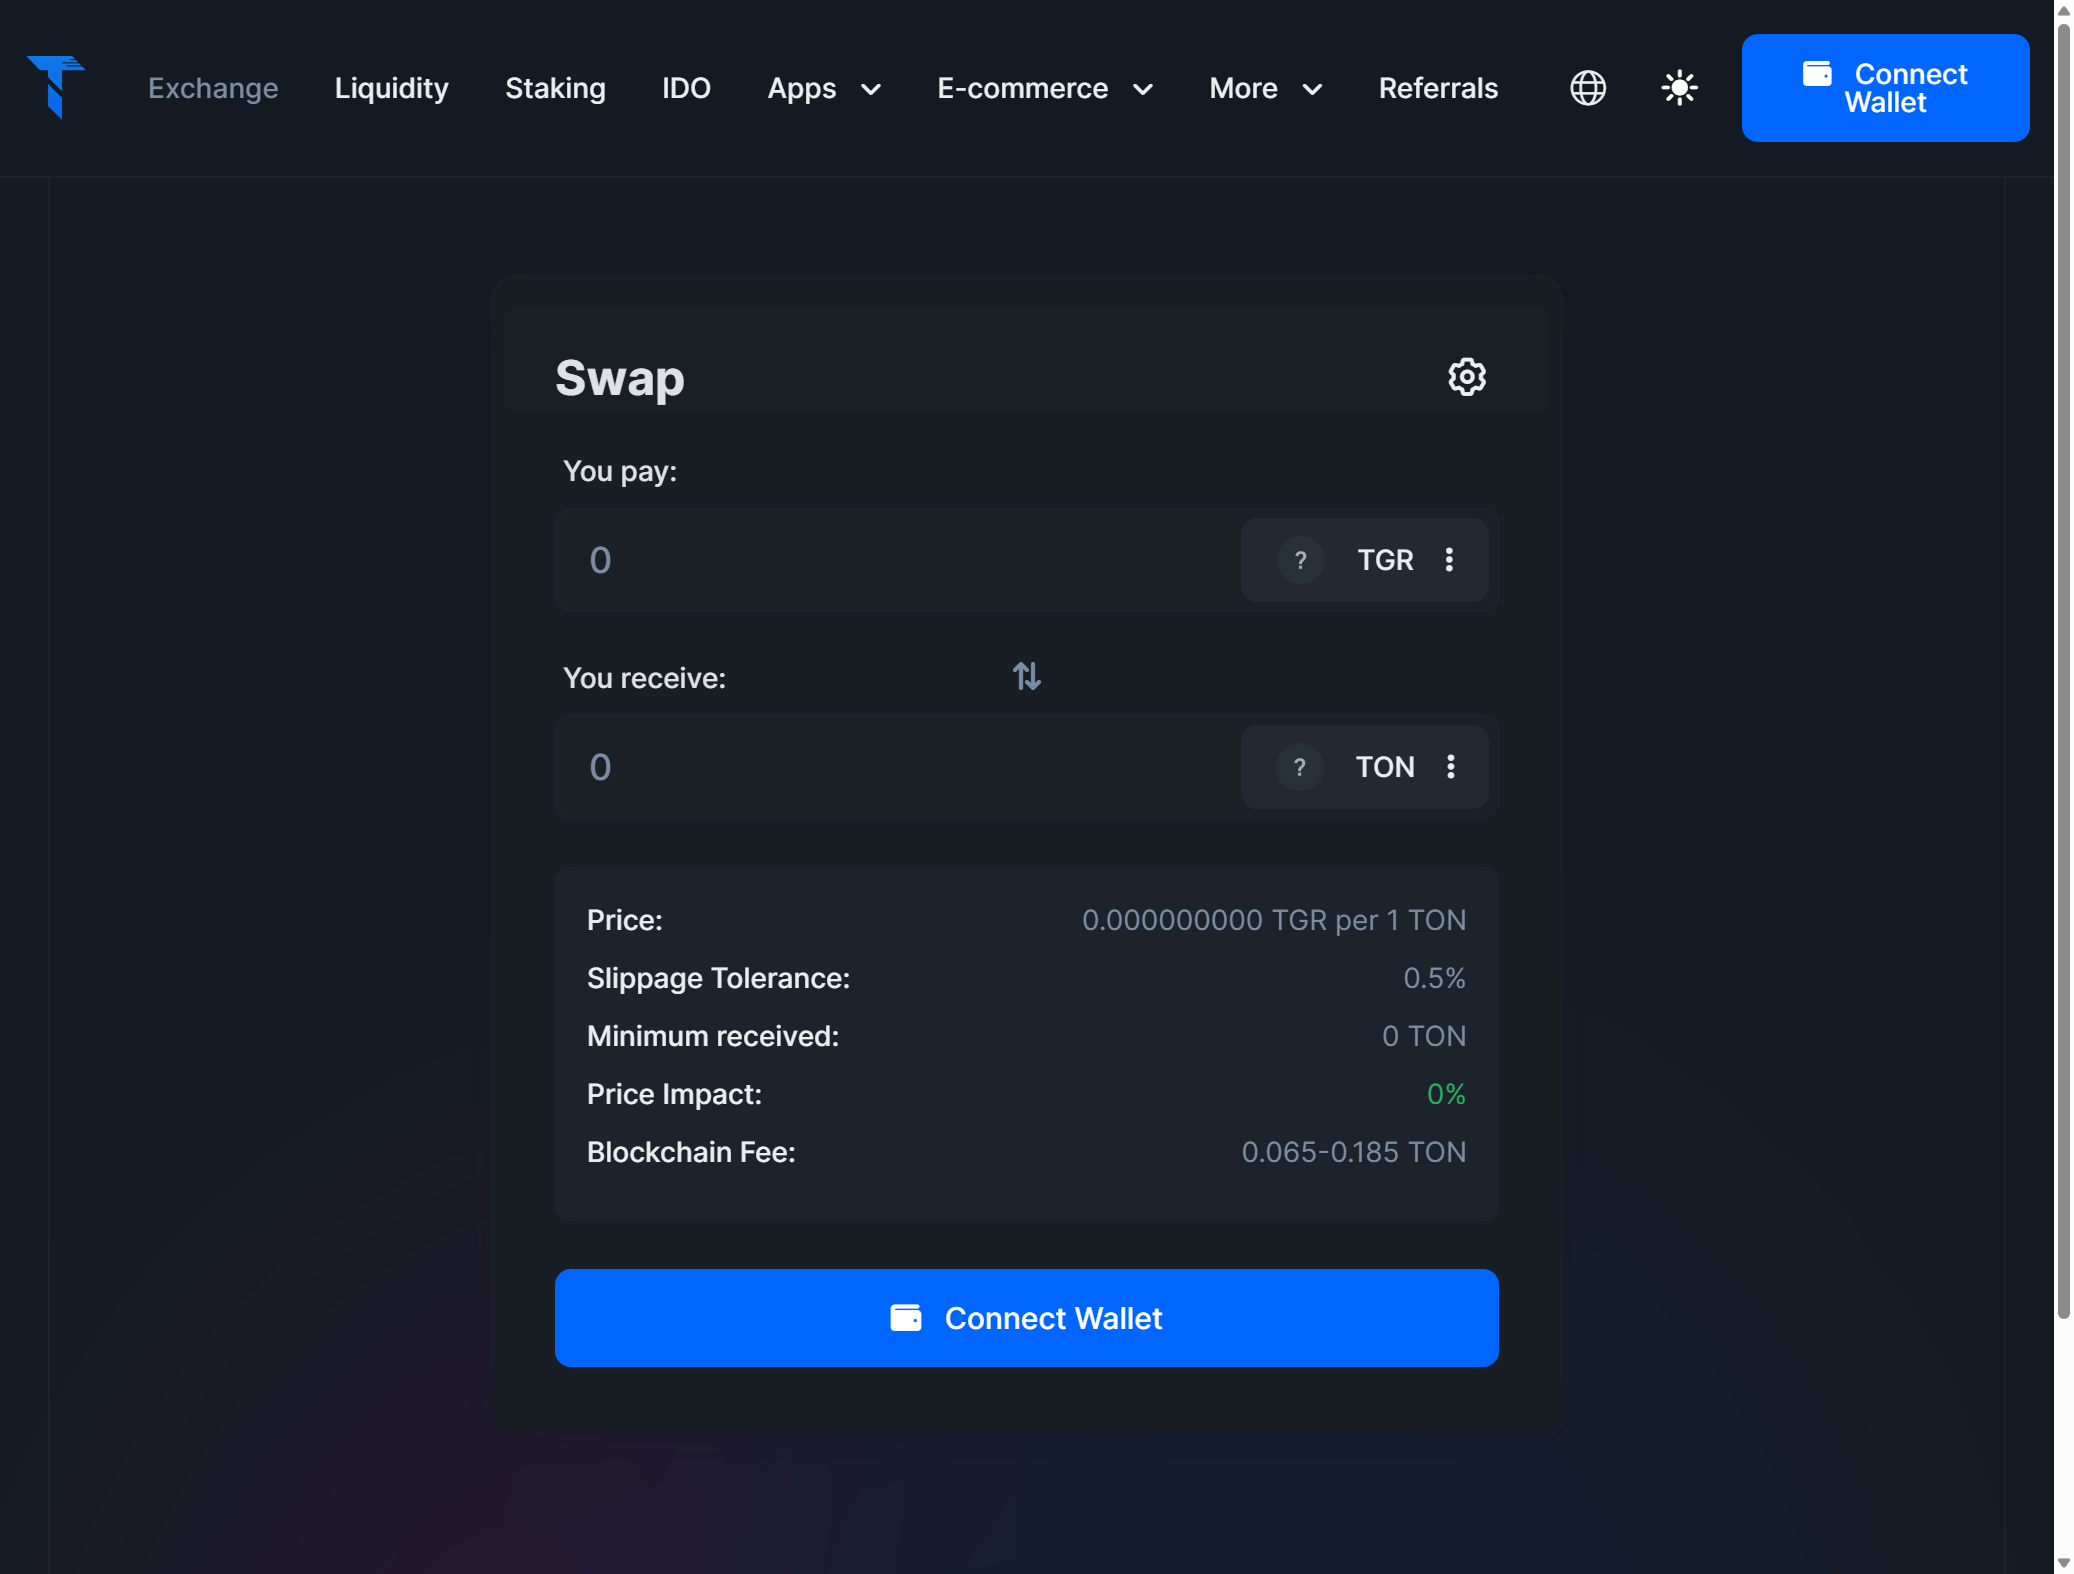 Exchange Liquidity Staking IDO Apps E-commerce More Referrals Connect
Wallet
Swap
You pay:
0 ? TGR
You receive:
0 ? TON
Price: 0.000000000 TGR per 1 TON
Slippage Tolerance: 0.5%
Minimum received: 0 TON
Price Impact: 0%
Blockchain Fee: 0.065-0.185 TON
Connect Wallet